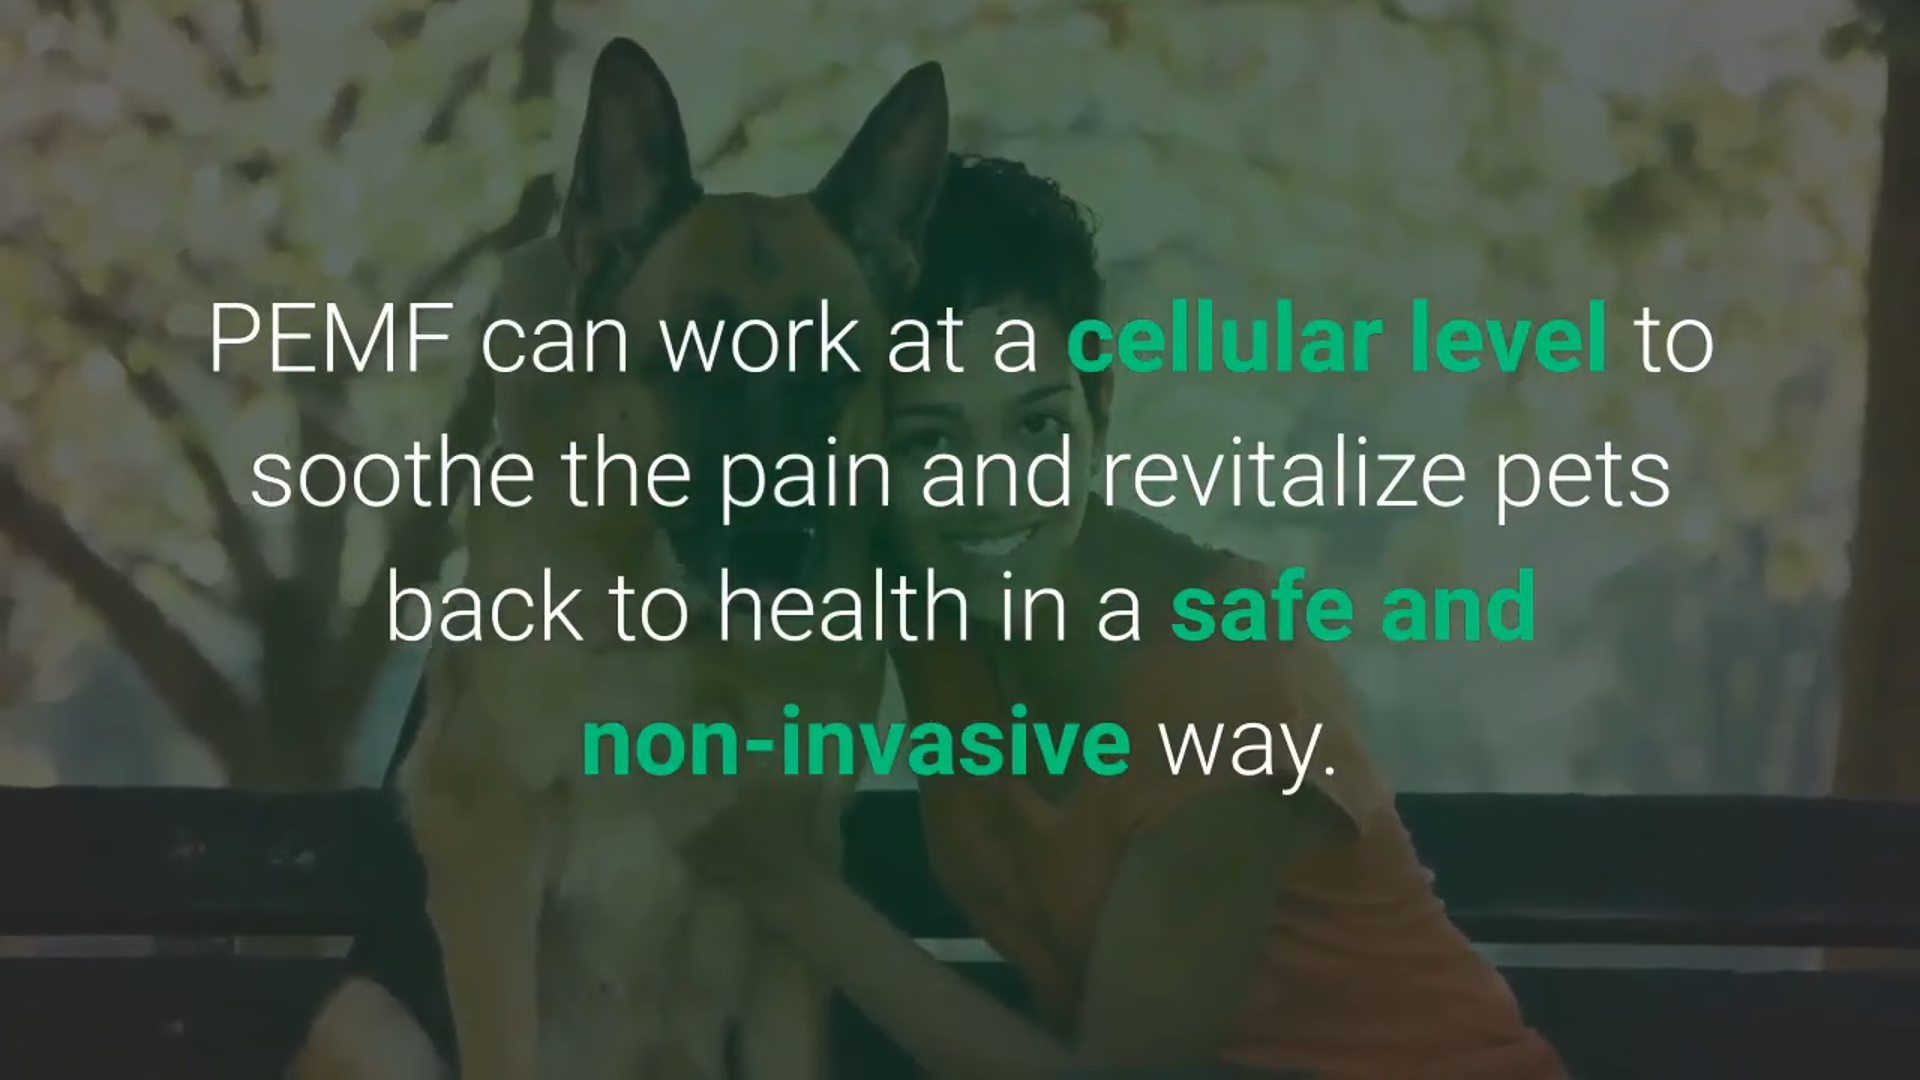 PEMF can work at a cellular level to
soothe the pain and revitalize pets
back to health in a safe and
non-invasive way.